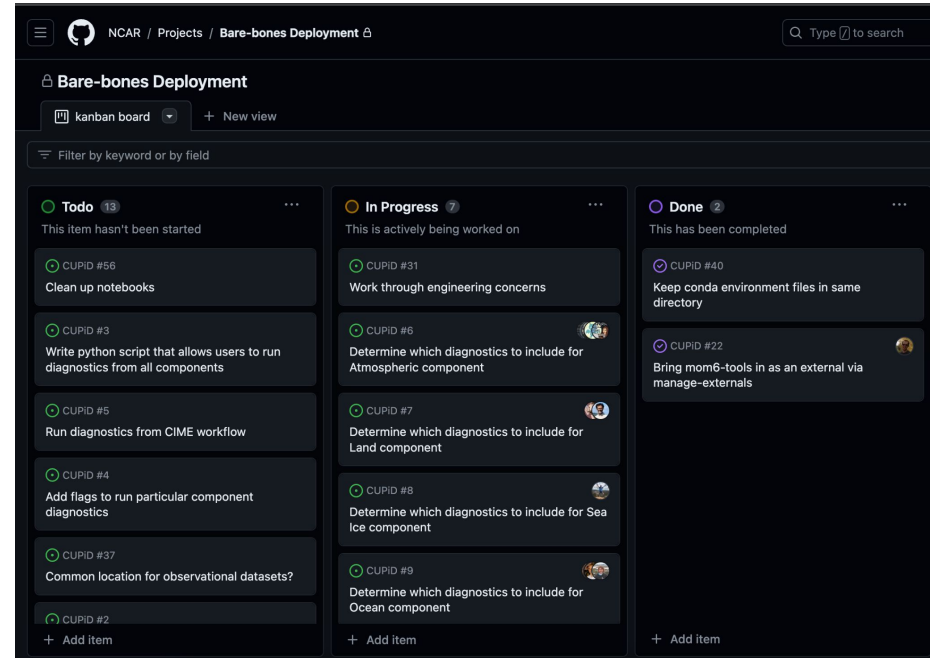 NCAR / Projects / Bare-bones Deployment
Type / to search
Bare-bones Deployment
kanban board
+ New view
Filter by keyword or by field
Todo 13
This item hasn't been started
CUPiD #56
Clean up notebooks
CUPiD #3
Write python script that allows users to run
diagnostics from all components
CUPiD #5
Run diagnostics from CIME workflow
CUPiD #4
Add flags to run particular component
diagnostics
CUPiD #37
Common location for observational datasets?
CUPiD #2
+ Add item
In Progress 7
This is actively being worked on
CUPiD #31
Work through engineering concerns
CUPiD #6
Determine which diagnostics to include for
Atmospheric component
CUPiD #7
Determine which diagnostics to include for
Land component
CUPiD #8
Determine which diagnostics to include for Sea
Ice component
CUPiD #9
Determine which diagnostics to include for
Ocean component
+ Add item
Done 2
This has been completed
CUPiD #40
Keep conda environment files in same
directory
CUPiD #22
Bring mom6-tools in as an external via
manage-externals
+ Add item